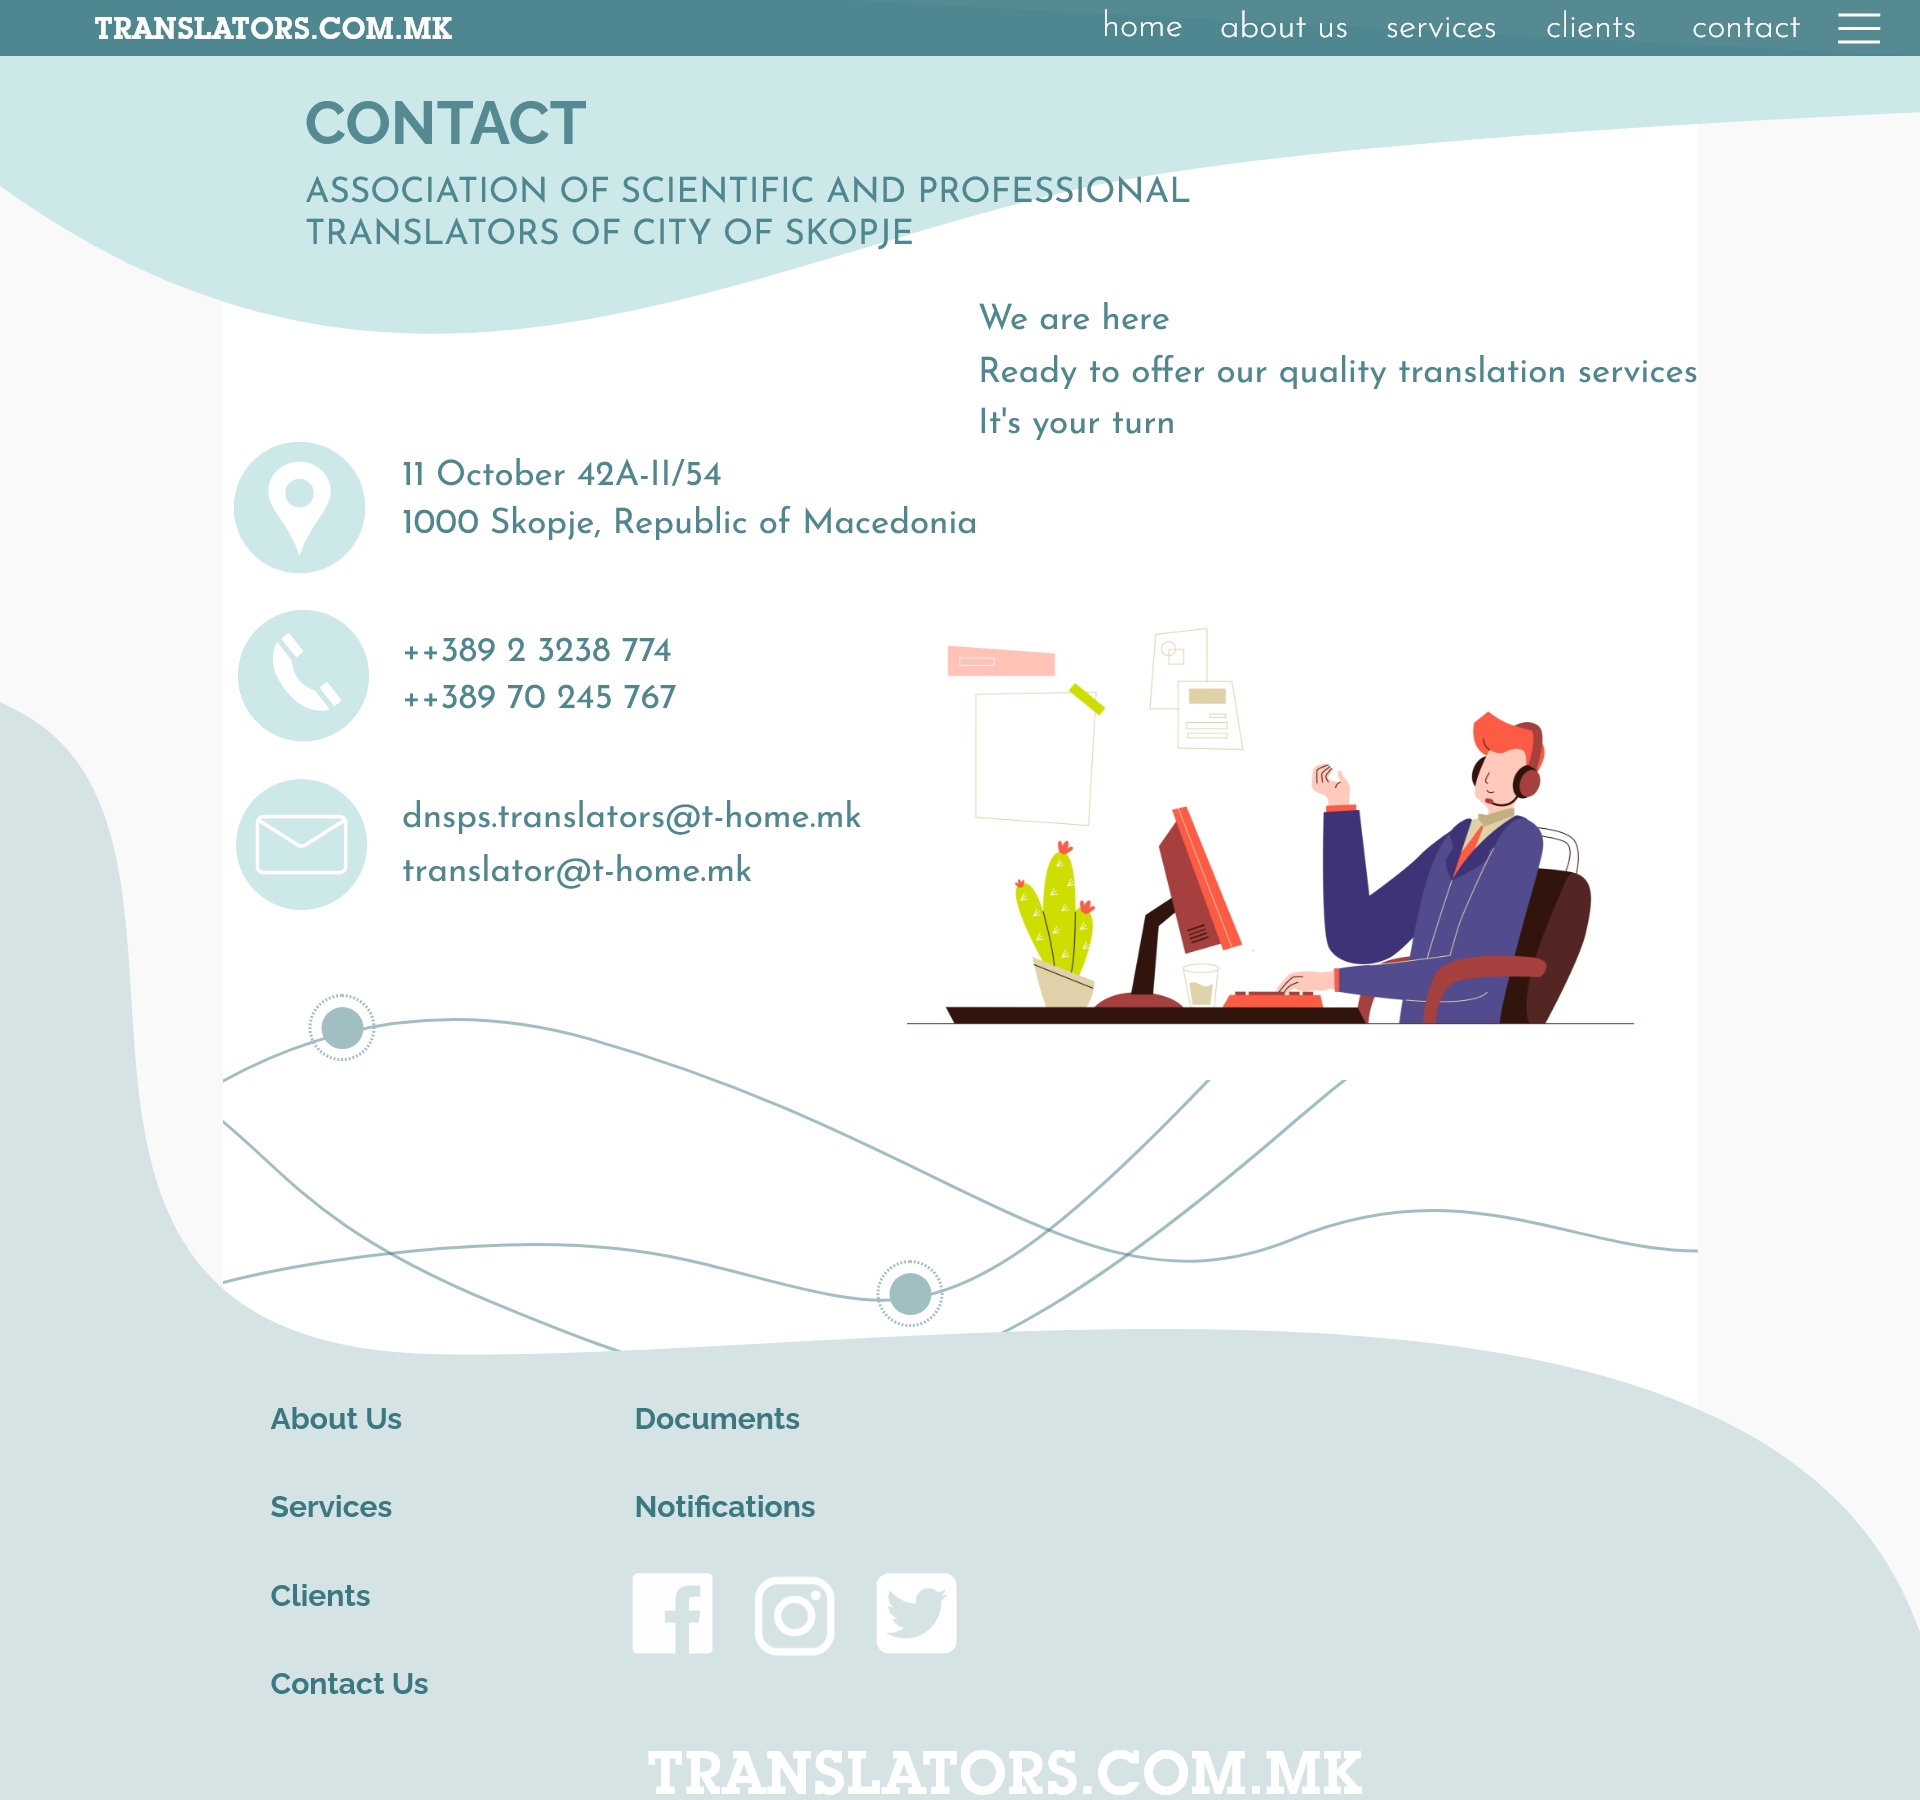 TRANSLATORS.COM.MK
home about us services clients contact
CONTACT
ASSOCIATION OF SCIENTIFIC AND PROFESSIONAL
TRANSLATORS OF CITY OF SKOPJE
We are here
Ready to offer our quality translation services
It's your turn
11 October 42A-II/54
1000 Skopje, Republic of Macedonia
++389 2 3238 774
++389 70 245 767
dnsps.translators@t-home.mk
translator@t-home.mk
About Us
Services
Clients
Contact Us
Documents
Notifications
TRANSLATORS.COM.MK